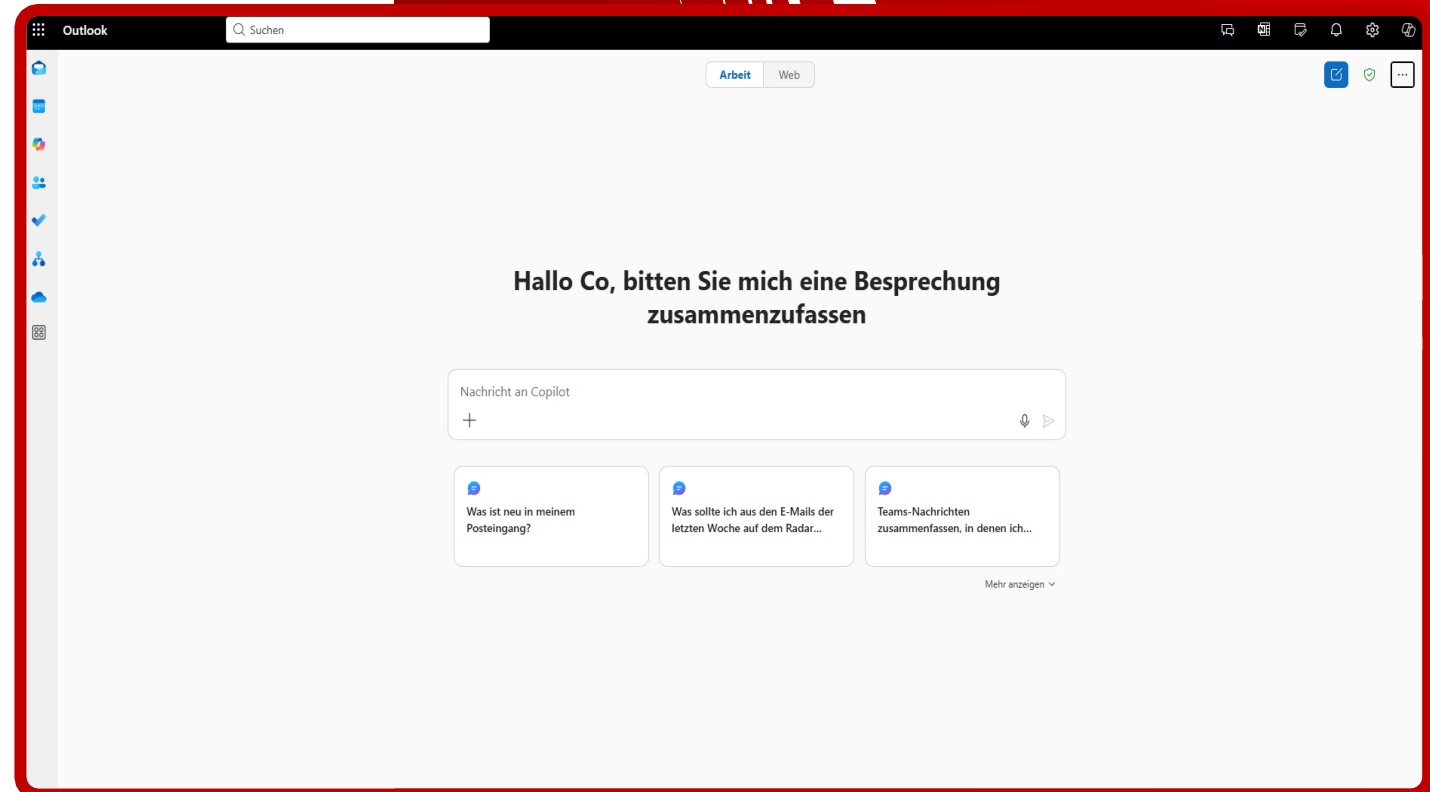 Outlook
Suchen
Arbeit Web
Hallo Co, bitten Sie mich eine Besprechung
zusammenzufassen
Nachricht an Copilot
Was ist neu in meinem
Posteingang?
Was sollte ich aus den E-Mails der
letzten Woche auf dem Radar...
Teams-Nachrichten
zusammenfassen, in denen ich...
Mehr anzeigen